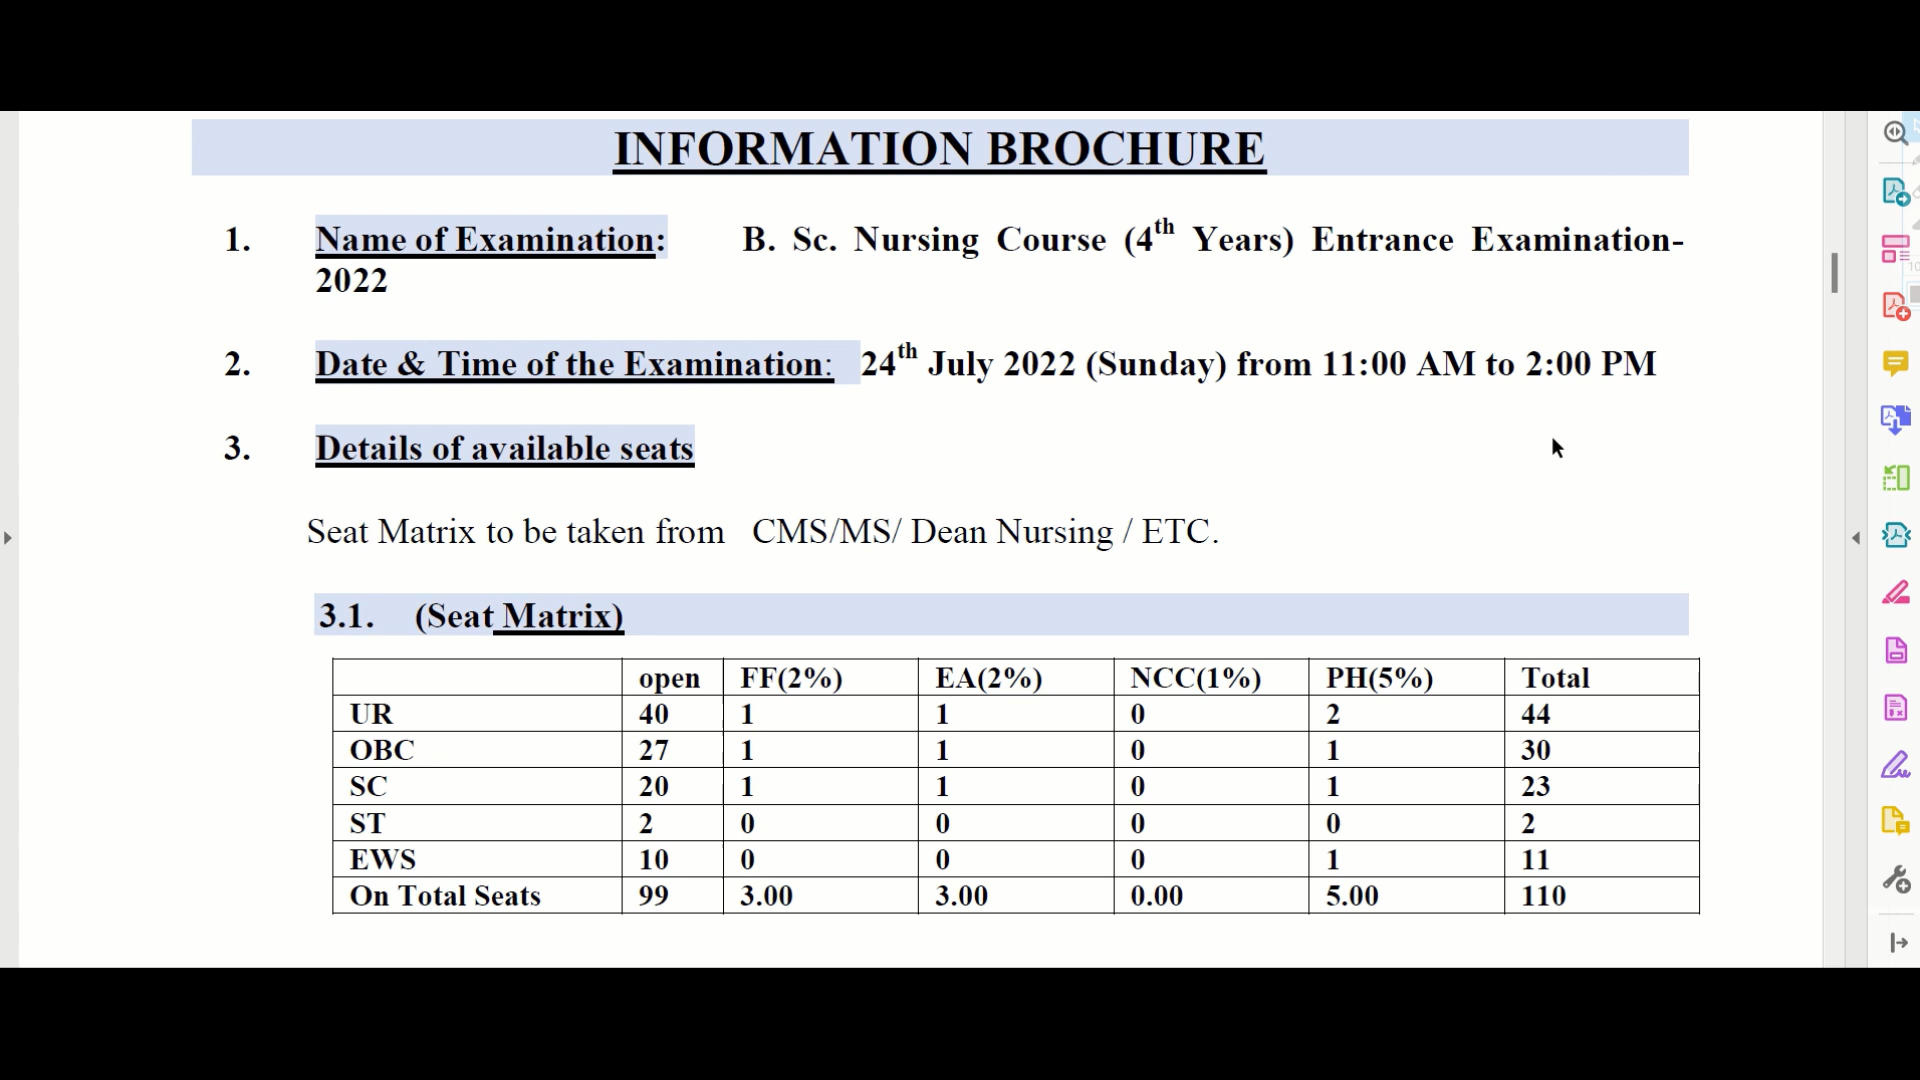 INFORMATION BROCHURE
1. Name of Examination: B. Sc. Nursing Course (4th Years) Entrance Examination-
2022
2. Date & Time of the Examination: 24th July 2022 (Sunday) from 11:00 AM to 2:00 PM
3. Details of available seats
Seat Matrix to be taken from CMS/MS/ Dean Nursing / ETC.
3.1. (Seat Matrix)
open FF(2%) EA(2%) NCC(1%) PH(5%) Total
UR 40 1 1 0 2 44
OBC 27 1 1 0 1 30
SC 20 1 1 0 1 23
ST 2 0 0 0 0 2
EWS 10 0 0 0 1 11
On Total Seats 99 3.00 3.00 0.00 5.00 110